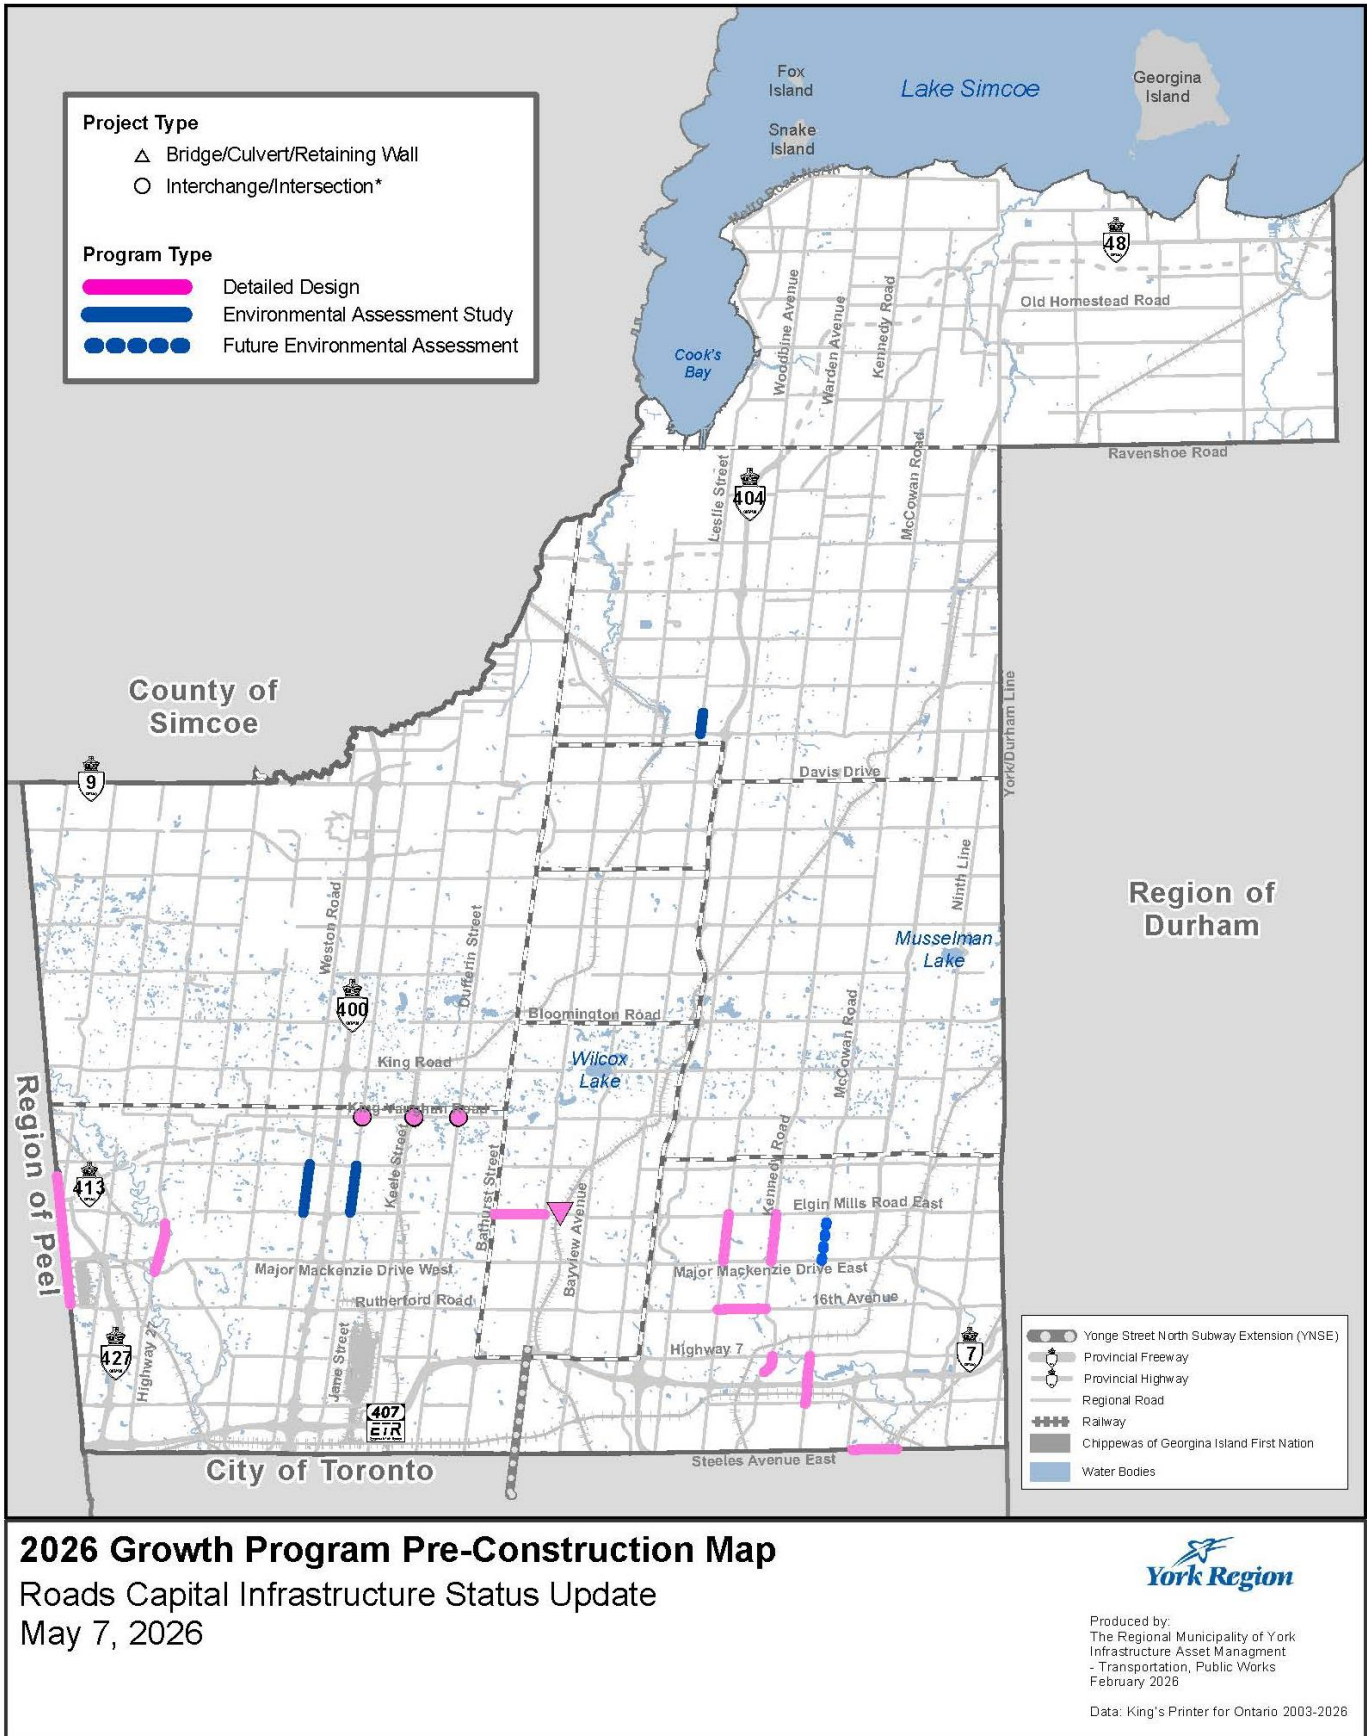 Fox
Island
Lake Simcoe
Georgina
Island
Snake
Island
Metro Road North
Project Type
Bridge/Culvert/Retaining Wall
Interchange/Intersection*
Program Type
Detailed Design
Environmental Assessment Study
Future Environmental Assessment
48
Old Homestead Road
Woodbine Avenue
Warden Avenue
Kennedy Road
Cook's
Bay
McCowan Road
Ravenshoe Road
Leslie Street
404
County of
Simcoe
York/Durham Line
9
Davis Drive
Ninth Line
Region of
Durham
Weston Road
Dufferin Street
Musselman
Lake
400
Bloomington Road
McCowan Road
King Road
Wilcox
Lake
Region of Peel
King-Vaughan Road
Keele Street
Bathurst Street
Kennedy Road
413
Elgin Mills Road East
Bayview Avenue
Major Mackenzie Drive West
Major Mackenzie Drive East
Rutherford Road
16th Avenue
427
Highway 27
Jane Street
Highway 7
7
407
ETR
City of Toronto
Steeles Avenue East
Yonge Street North Subway Extension (YNSE)
Provincial Freeway
Provincial Highway
Regional Road
Railway
Chippewas of Georgina Island First Nation
Water Bodies
2026 Growth Program Pre-Construction Map
Roads Capital Infrastructure Status Update
May 7, 2026
York Region
Produced by:
The Regional Municipality of York
Infrastructure Asset Managment
- Transportation, Public Works
February 2026
Data: King's Printer for Ontario 2003-2026